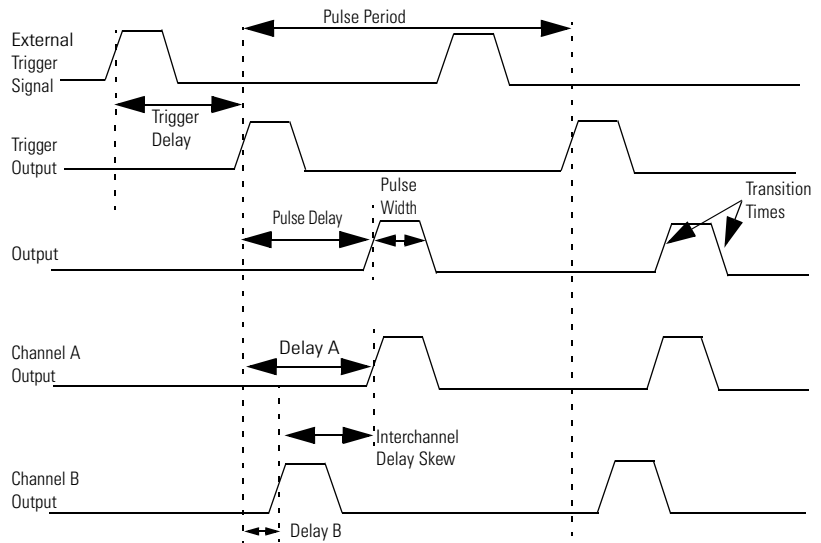 Pulse Period
External
Trigger
Signal
Trigger
Delay
Trigger
Output
Pulse
Width
Transition
Times
Pulse Delay
Output
Channel A
Output
Delay A
Interchannel
Delay Skew
Channel B
Output
Delay B